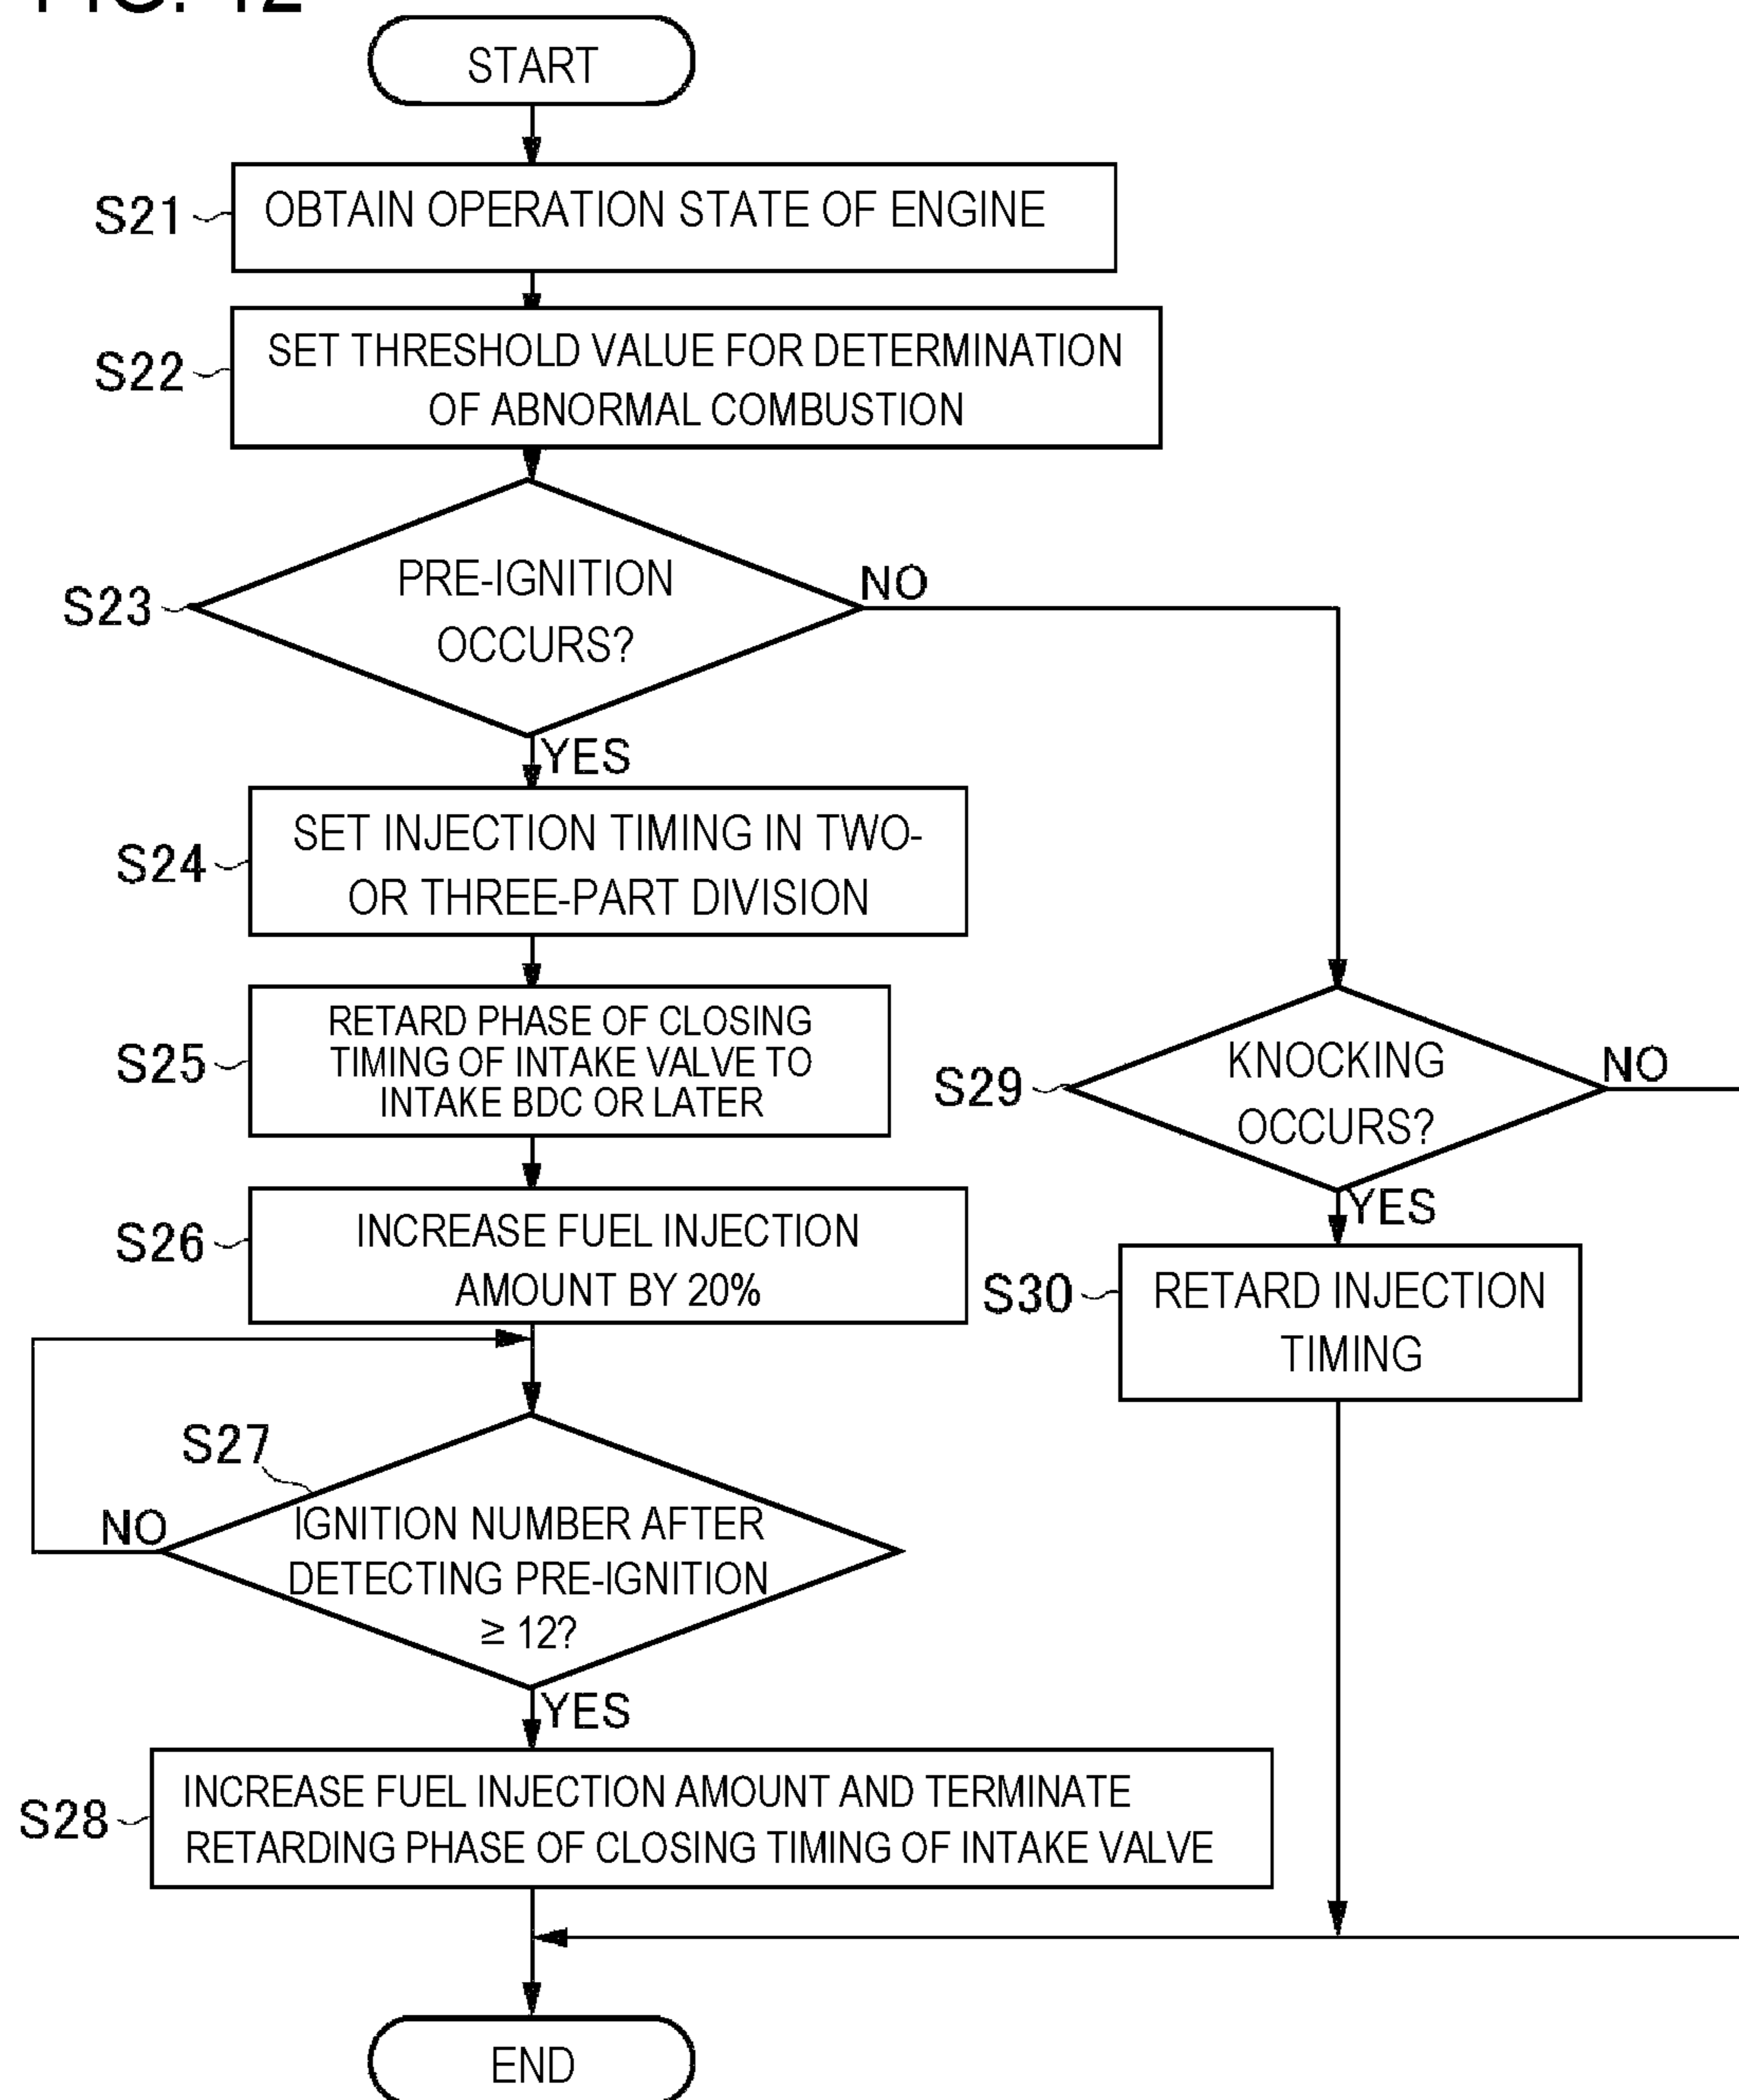 START
S21
OBTAIN OPERATION STATE OF ENGINE
S22
SET THRESHOLD VALUE FOR DETERMINATION
OF ABNORMAL COMBUSTION
S23
PRE-IGNITION
OCCURS?
NO
YES
S24
SET INJECTION TIMING IN TWO-
OR THREE-PART DIVISION
S25
RETARD PHASE OF CLOSING
TIMING OF INTAKE VALVE TO
INTAKE BDC OR LATER
S26
INCREASE FUEL INJECTION
AMOUNT BY 20%
S27
IGNITION NUMBER AFTER
DETECTING PRE-IGNITION
≥ 12?
NO
YES
S28
INCREASE FUEL INJECTION AMOUNT AND TERMINATE
RETARDING PHASE OF CLOSING TIMING OF INTAKE VALVE
S29
KNOCKING
OCCURS?
NO
YES
S30
RETARD INJECTION
TIMING
END